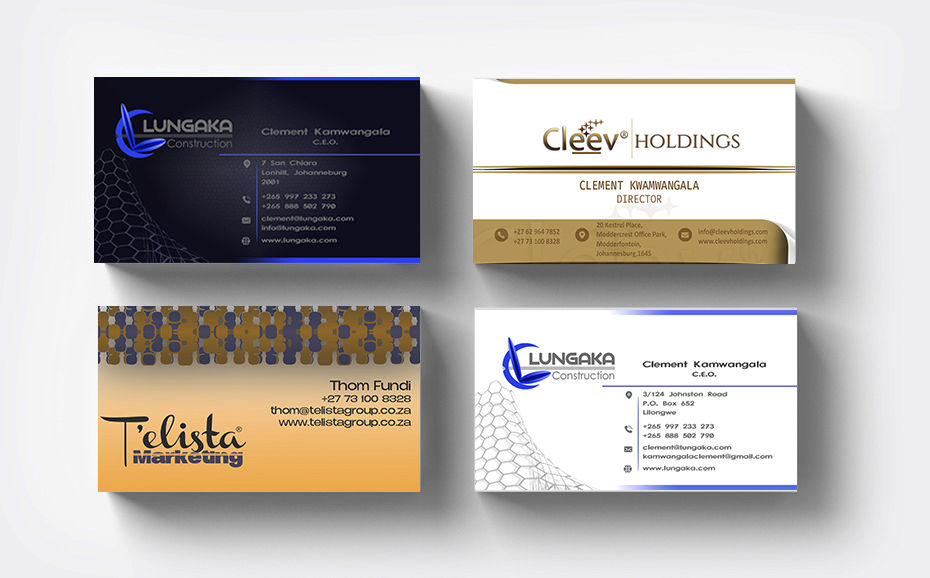 LUNGAKA
Construction
Clement Kamwangala
C.E.O.
7 San Chiara
Lonhill, Johanneburg
2001
+265 997 233 273
+265 888 502 790
clement@lungaka.com
info@lungaka.com
www.lungaka.com
Cleev® HOLDINGS
CLEMENT KWAMWANGALA
DIRECTOR
+27 62 964 7852
+27 73 100 8328
20 Kestrel Place,
Moddercrest Office Park,
Modderfontein,
Johannesburg,1645
info@cleevholdings.com
www.cleevholdings.com
Thom Fundi
+27 73 100 8328
thom@telistagroup.co.za
www.telistagroup.co.za
T'elista®
Marketing
LUNGAKA
Construction
Clement Kamwangala
C.E.O.
3/124 Johnston Road
P.O. Box 652
Lilongwe
+265 997 233 273
+265 888 502 790
clement@lungaka.com
kamwangalaclement@gmail.com
www.lungaka.com